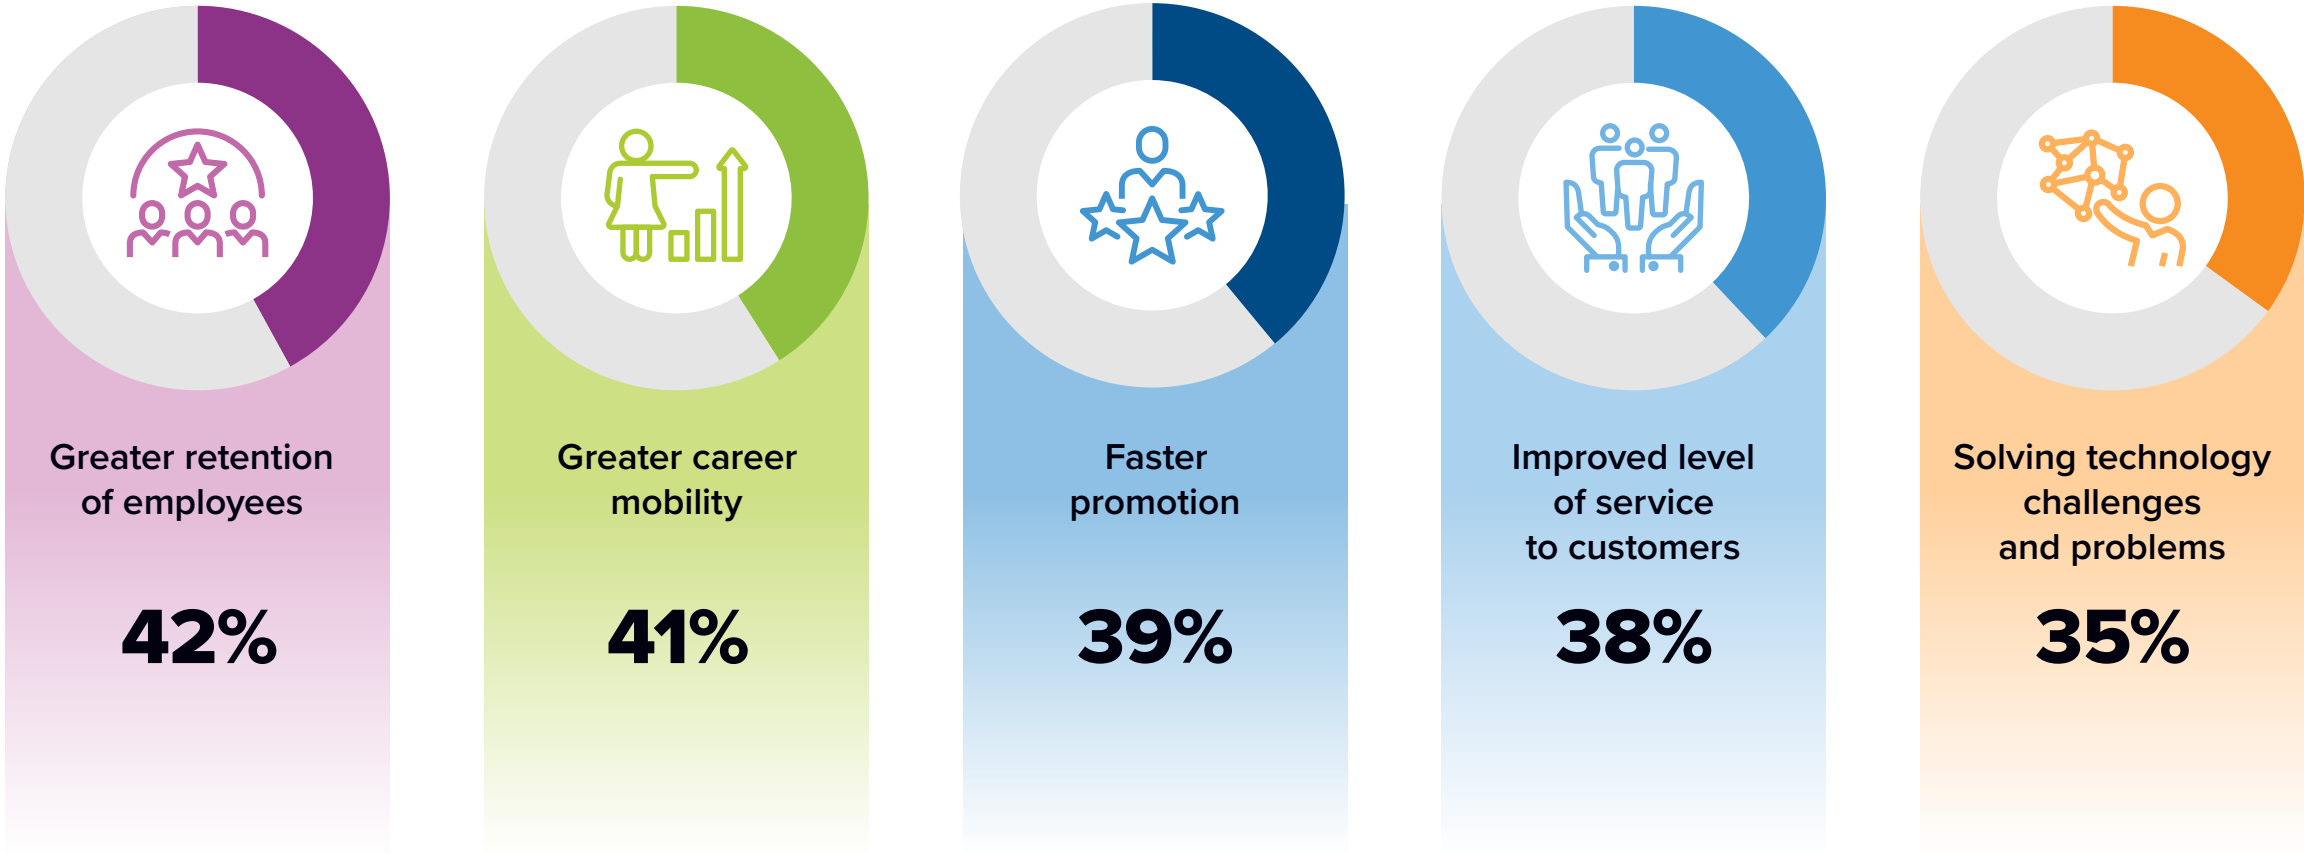 Greater retention
of employees
42%
Greater career
mobility
41%
Faster
promotion
39%
Improved level
of service
to customers
38%
Solving technology
challenges
and problems
35%